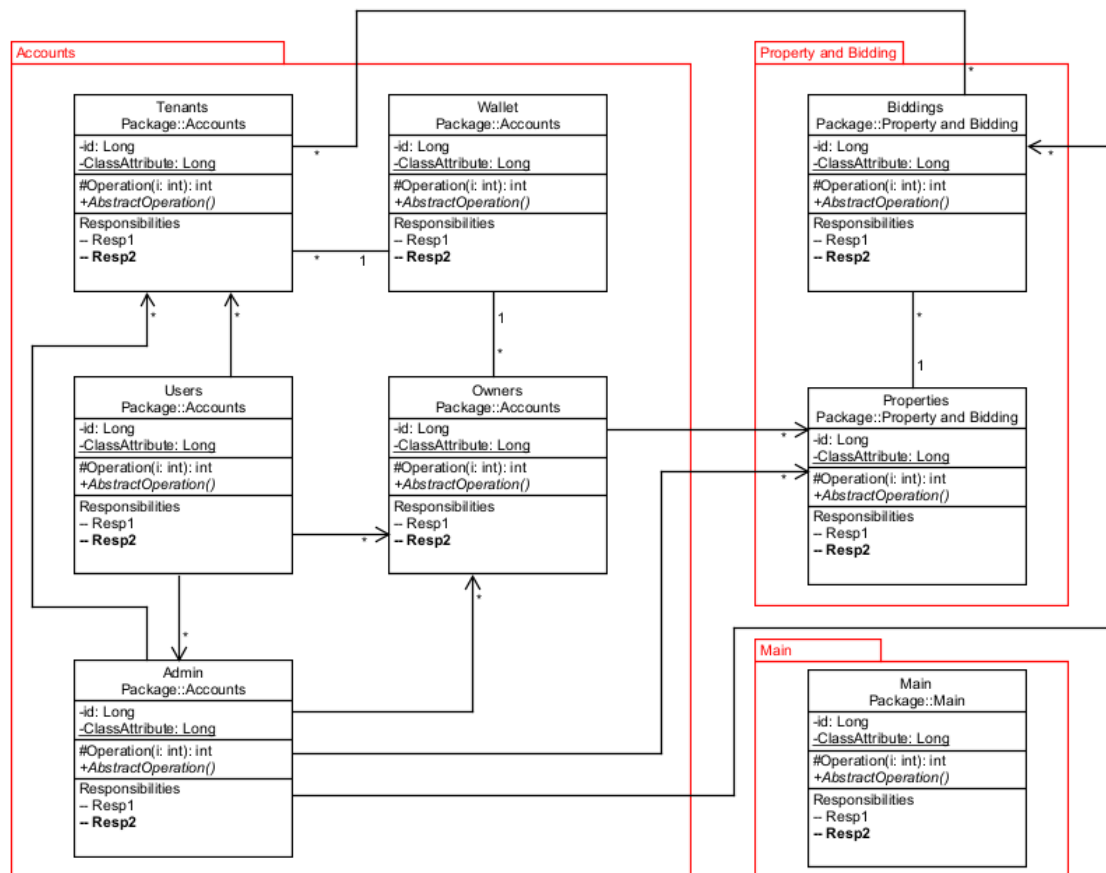 Accounts
Tenants
Package::Accounts
-id: Long
-ClassAttribute: Long
#Operation(i: int): int
+AbstractOperation()
Responsibilities
-- Resp1
-- Resp2
*
*
*
1
*
Wallet
Package::Accounts
-id: Long
-ClassAttribute: Long
#Operation(i: int): int
+AbstractOperation()
Responsibilities
-- Resp1
-- Resp2
1
*
Users
Package::Accounts
-id: Long
-ClassAttribute: Long
#Operation(i: int): int
+AbstractOperation()
Responsibilities
-- Resp1
-- Resp2
*
*
Owners
Package::Accounts
-id: Long
-ClassAttribute: Long
#Operation(i: int): int
+AbstractOperation()
Responsibilities
-- Resp1
-- Resp2
*
Admin
Package::Accounts
-id: Long
-ClassAttribute: Long
#Operation(i: int): int
+AbstractOperation()
Responsibilities
-- Resp1
-- Resp2
Property and Bidding
*
Biddings
Package::Property and Bidding
-id: Long
-ClassAttribute: Long
#Operation(i: int): int
+AbstractOperation()
Responsibilities
-- Resp1
-- Resp2
*
*
1
Properties
Package::Property and Bidding
-id: Long
-ClassAttribute: Long
#Operation(i: int): int
+AbstractOperation()
Responsibilities
-- Resp1
-- Resp2
*
*
Main
Main
Package::Main
-id: Long
-ClassAttribute: Long
#Operation(i: int): int
+AbstractOperation()
Responsibilities
-- Resp1
-- Resp2